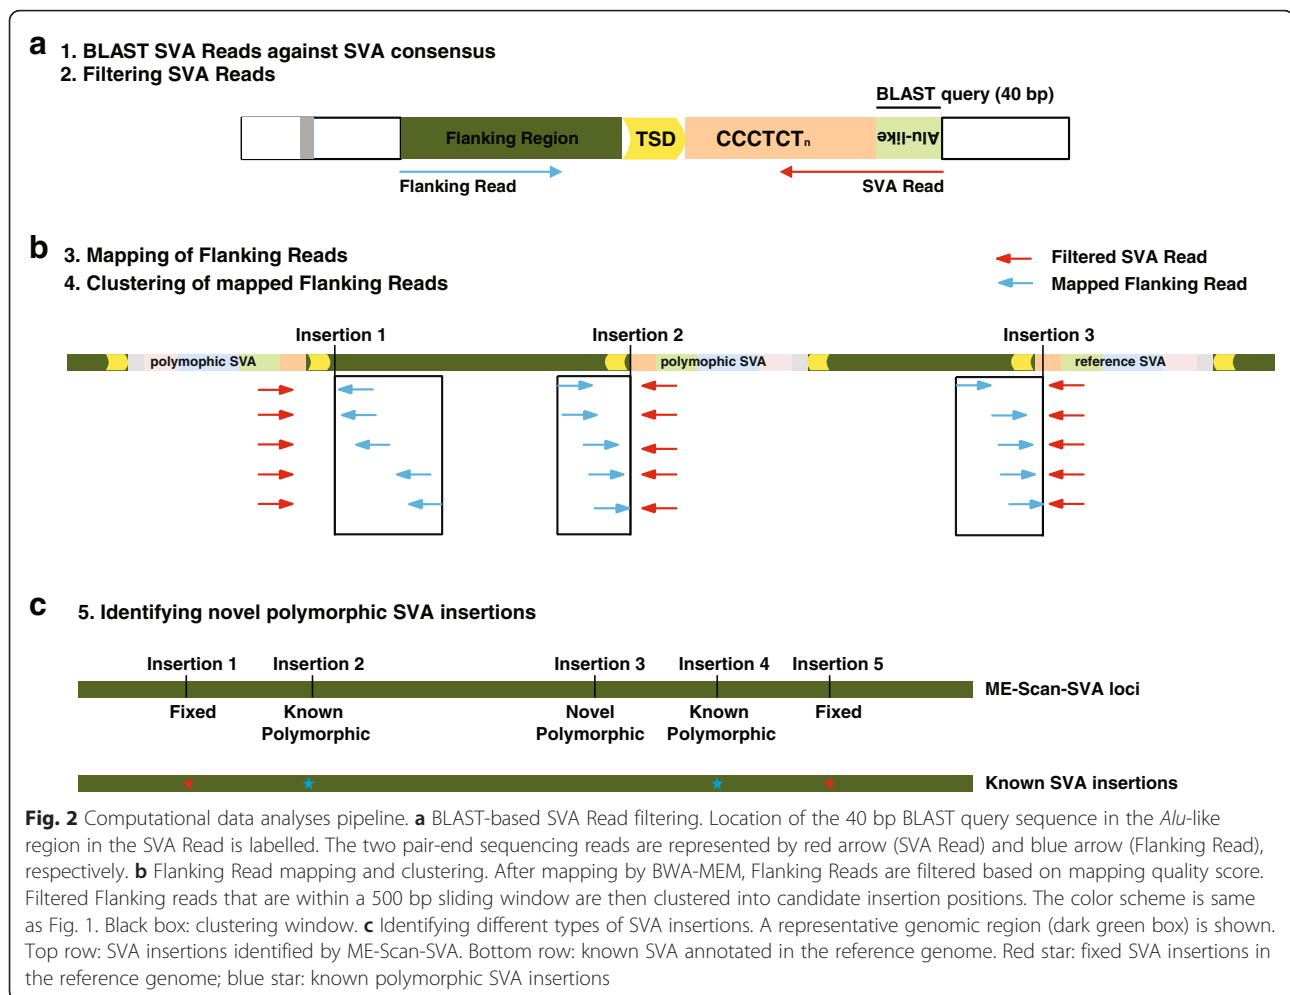 a
1. BLAST SVA Reads against SVA consensus
2. Filtering SVA Reads
BLAST query (40 bp)
Flanking Region
TSD
CCCTCTn
Alu-like
Flanking Read
SVA Read
b
3. Mapping of Flanking Reads
4. Clustering of mapped Flanking Reads
Filtered SVA Read
Mapped Flanking Read
Insertion 1
Insertion 2
Insertion 3
polymophic SVA
polymophic SVA
reference SVA
c
5. Identifying novel polymorphic SVA insertions
Insertion 1
Insertion 2
Insertion 3
Insertion 4
Insertion 5
ME-Scan-SVA loci
Fixed
Known
Polymorphic
Novel
Polymorphic
Known
Polymorphic
Fixed
Known SVA insertions
Fig. 2 Computational data analyses pipeline. a BLAST-based SVA Read filtering. Location of the 40 bp BLAST query sequence in the Alu-like
region in the SVA Read is labelled. The two pair-end sequencing reads are represented by red arrow (SVA Read) and blue arrow (Flanking Read),
respectively. b Flanking Read mapping and clustering. After mapping by BWA-MEM, Flanking Reads are filtered based on mapping quality score.
Filtered Flanking reads that are within a 500 bp sliding window are then clustered into candidate insertion positions. The color scheme is same
as Fig. 1. Black box: clustering window. c Identifying different types of SVA insertions. A representative genomic region (dark green box) is shown.
Top row: SVA insertions identified by ME-Scan-SVA. Bottom row: known SVA annotated in the reference genome. Red star: fixed SVA insertions in
the reference genome; blue star: known polymorphic SVA insertions